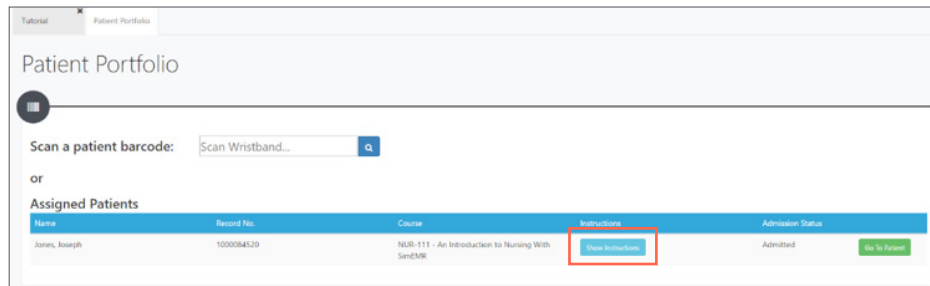 Tutorial Patient Portfolio
Patient Portfolio
Scan a patient barcode: Scan Wristband...
or
Assigned Patients
Name Record No. Course Instructions Admission Status
Jones, Joseph 1000084520 NUR-111 - An Introduction to Nursing With Show Instructions Admitted Go To Patient
SimEMR